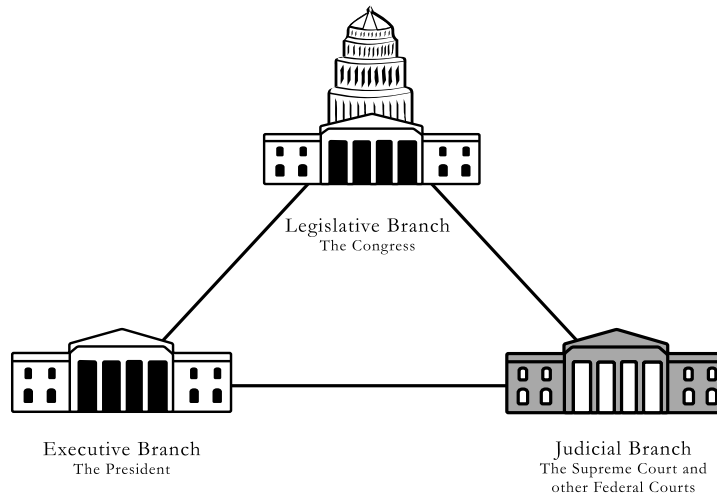 Legislative Branch
The Congress
Executive Branch
The President
Judicial Branch
The Supreme Court and
other Federal Courts